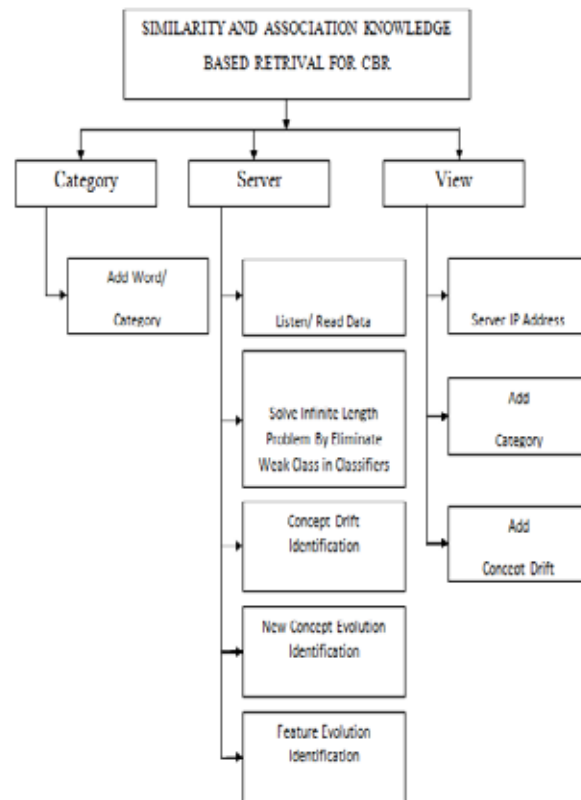 SIMILARITY AND ASSOCIATION KNOWLEDGE
BASED RETRIVAL FOR CBR
Category
Server
View
Add Word/
Category
Listen/ Read Data
Solve Infinite Length
Problem By Eliminate
Weak Class in Classifiers
Concept Drift
Identification
New Concept Evolution
Identification
Feature Evolution
Identification
Server IP Address
Add
Category
Add
Concept Drift